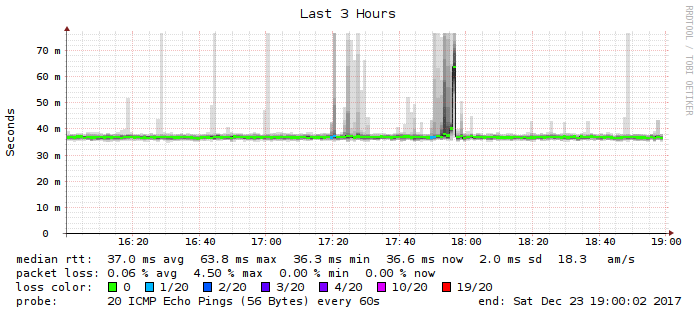 Last 3 Hours
RRDTOOL / TOBI OETIKER
Seconds
70 m
60 m
50 m
40 m
30 m
20 m
10 m
0
16:20 16:40 17:00 17:20 17:40 18:00 18:20 18:40 19:00
median rtt: 37.0 ms avg 63.8 ms max 36.3 ms min 36.6 ms now 2.0 ms sd 18.3 am/s
packet loss: 0.06 % avg 4.50 % max 0.00 % min 0.00 % now
loss color: 0 1/20 2/20 3/20 4/20 10/20 19/20
probe: 20 ICMP Echo Pings (56 Bytes) every 60s end: Sat Dec 23 19:00:02 2017